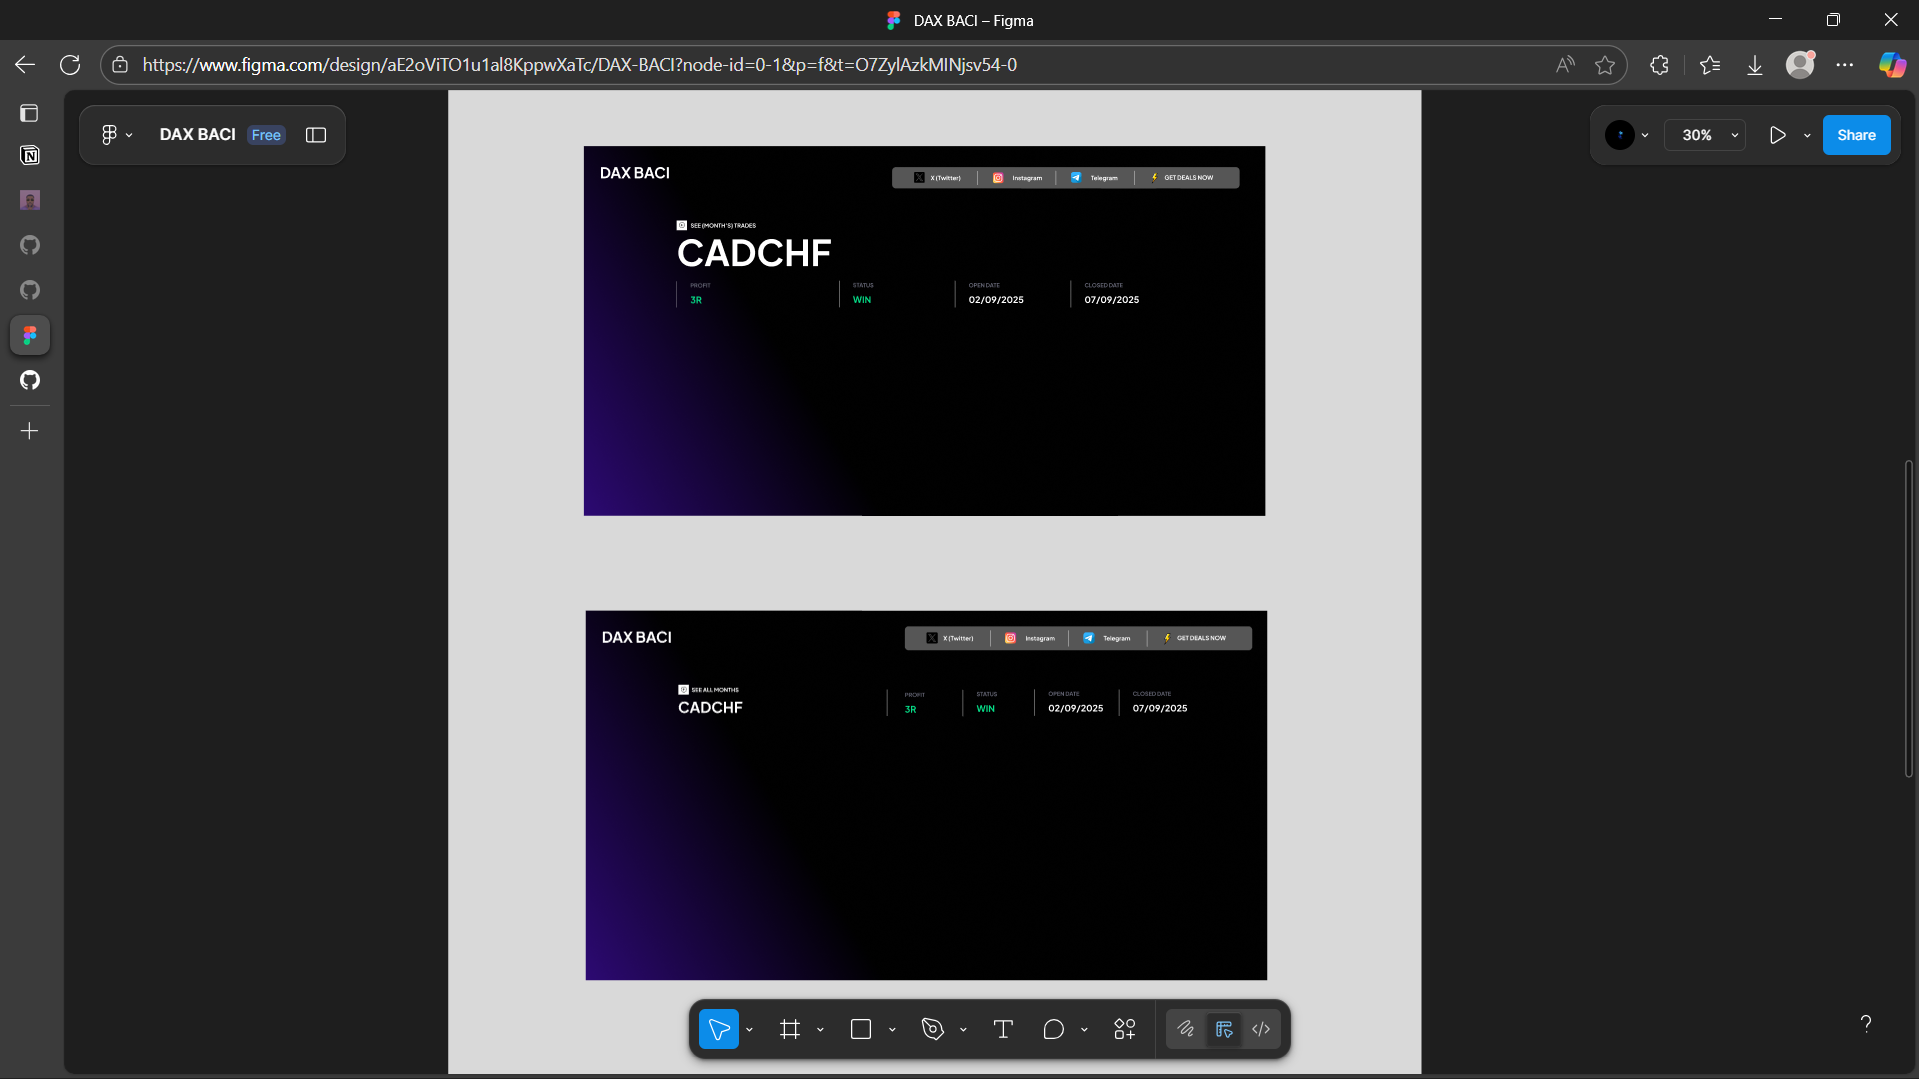 DAX BACI – Figma
https://www.figma.com/design/aE2oViTO1u1al8KppwXaTc/DAX-BACI?node-id=0-1&p=f&t=O7ZylAzkMINjsv54-0
DAX BACI Free
30%
Share
DAX BACI
X (Twitter) Instagram Telegram GET DEALS NOW
SEE (MONTH'S) TRADES
CADCHF
PROFIT STATUS OPEN DATE CLOSED DATE
3R WIN 02/09/2025 07/09/2025
DAX BACI
X (Twitter) Instagram Telegram GET DEALS NOW
SEE ALL MONTHS
CADCHF
PROFIT STATUS OPEN DATE CLOSED DATE
3R WIN 02/09/2025 07/09/2025
?